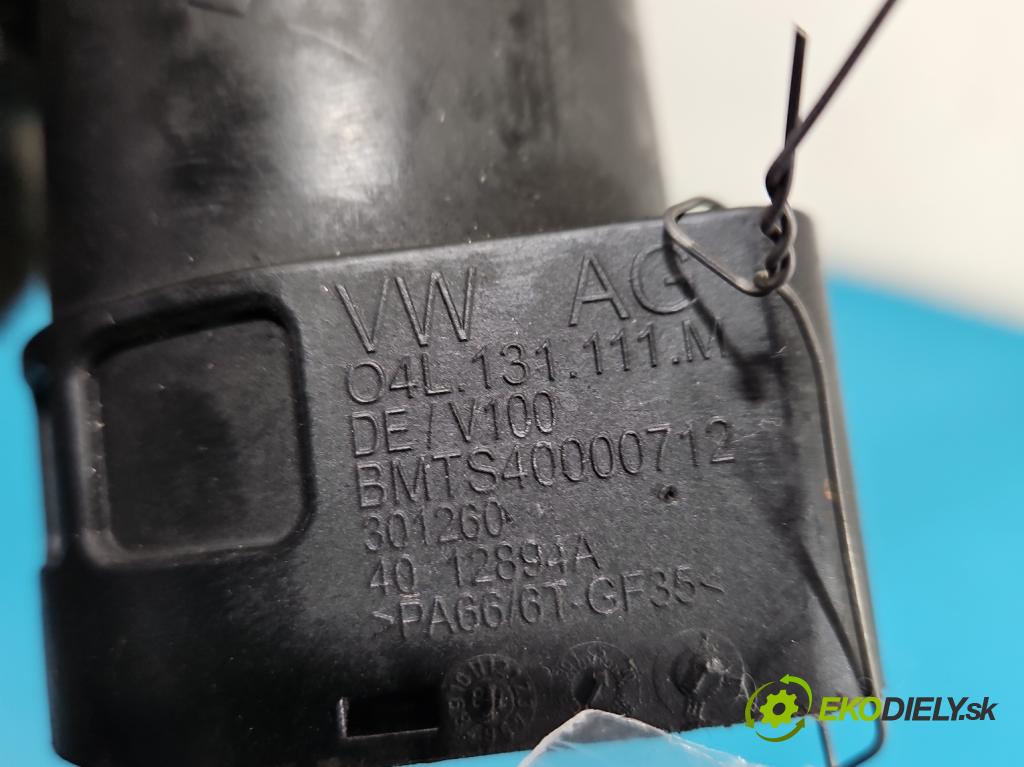 VW AG
04L.131.111.M
DE/V100
BMTS40000712
301260
40 12894A
>PA66/6T-GF35<
EKODIELY.sk